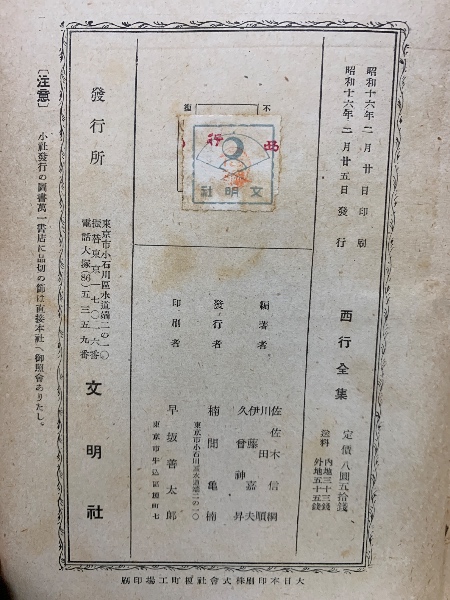 昭和十六年二月廿日印刷
昭和十六年二月廿五日發行
西行全集
定價八圓五拾錢
送料 內地三十三錢
外地五十五錢
不
複
西行
文明社
編著者
佐佐木信綱
川田順
伊藤嘉夫
久曾神昇
發行者
楠間亀楠
東京市小石川區水道端二の一〇
印刷者
早坂善太郎
東京市牛込區榎町七
發行所
東京市小石川區水道端二の一〇
振替東京一七〇一六番
電話大塚(86)五三五九番
文明社
〔注意〕
小社發行の圖書萬一書店に品切の節は直接本社へ御照會ありたし。
大日本印刷株式會社榎町工場印刷